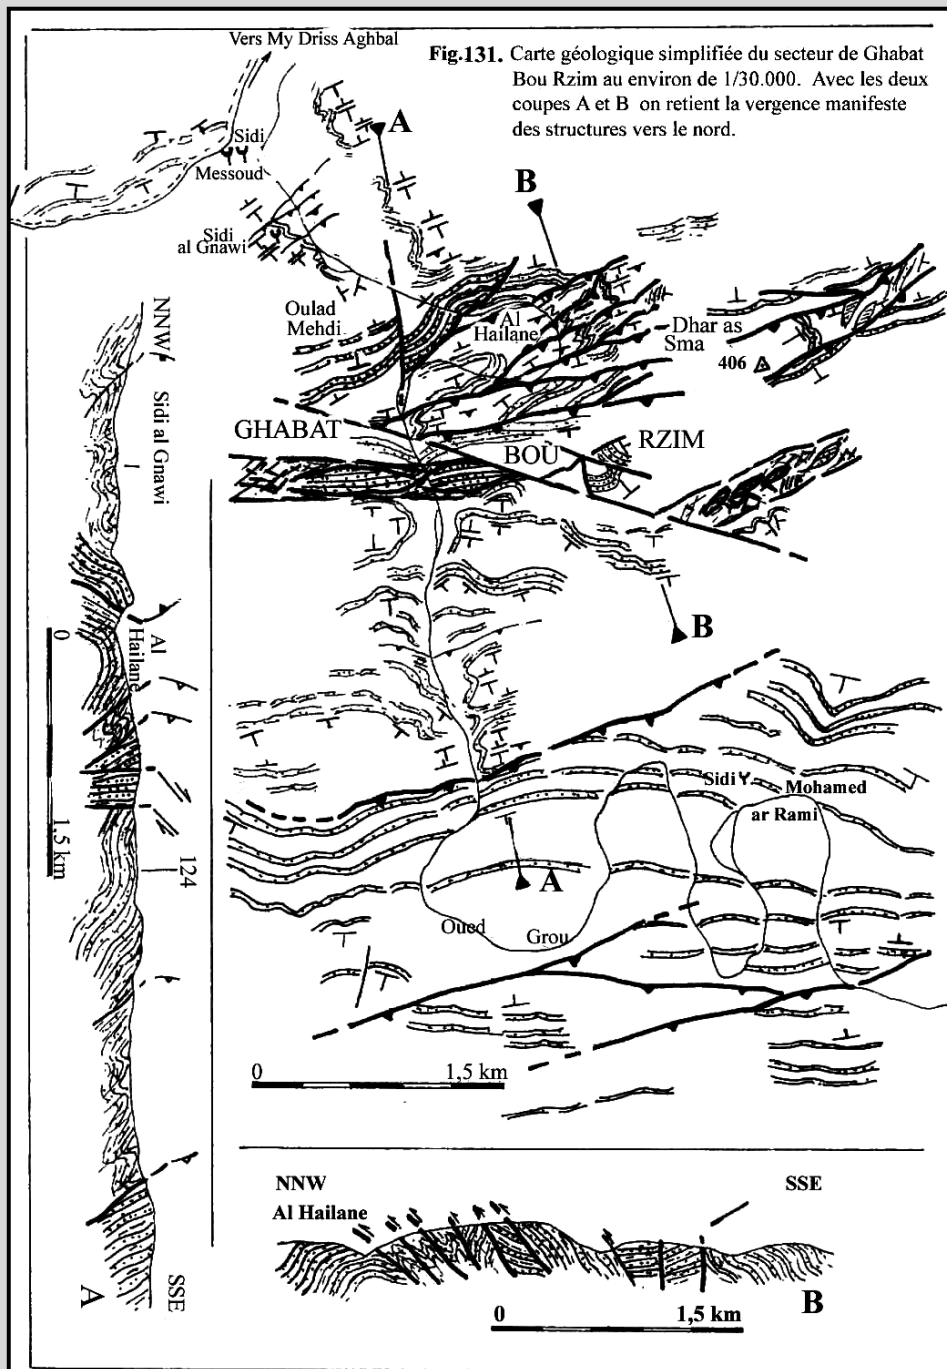 Vers My Driss Aghbal
Fig.131. Carte géologique simplifiée du secteur de Ghabat
Bou Rzim au environ de 1/30.000. Avec les deux
coupes A et B on retient la vergence manifeste
des structures vers le nord.
A
Sidi
Messoud
B
Sidi
al Gnawi
Oulad
Mehdi
Al
Hailane
Dhar as
Sma
406
GHABAT
BOU
RZIM
B
Sidi
Mohamed
ar Rami
A
Oued
Grou
0
1,5 km
NNW
Sidi al Gnawi
Al
Hailane
0
1,5 km
124
SSE
A
NNW
SSE
Al Hailane
B
0
1,5 km